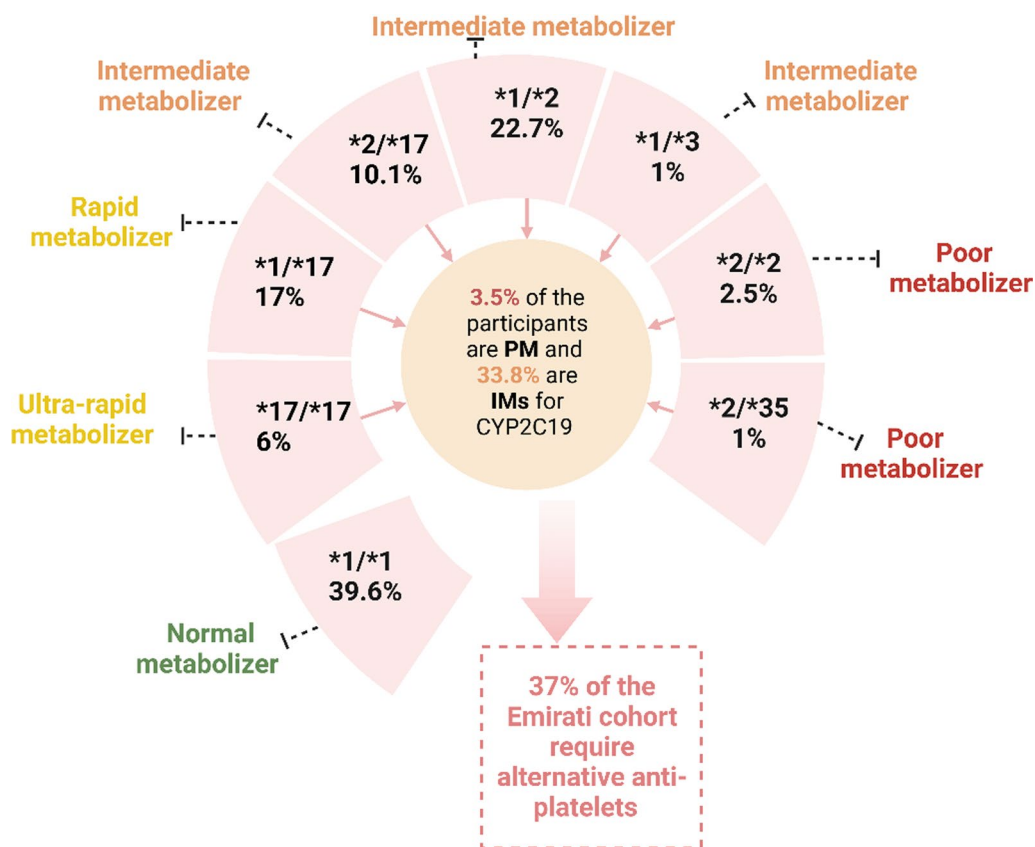 Intermediate metabolizer
Intermediate
metabolizer
Intermediate
metabolizer
*1/*2
22.7%
*2/*17
10.1%
*1/*3
1%
Rapid
metabolizer
*1/*17
17%
*2/*2
2.5%
Poor
metabolizer
3.5% of the
participants
are PM and
33.8% are
IMs for
CYP2C19
Ultra-rapid
metabolizer
*17/*17
6%
*2/*35
1%
Poor
metabolizer
*1/*1
39.6%
Normal
metabolizer
37% of the
Emirati cohort
require
alternative anti-
platelets